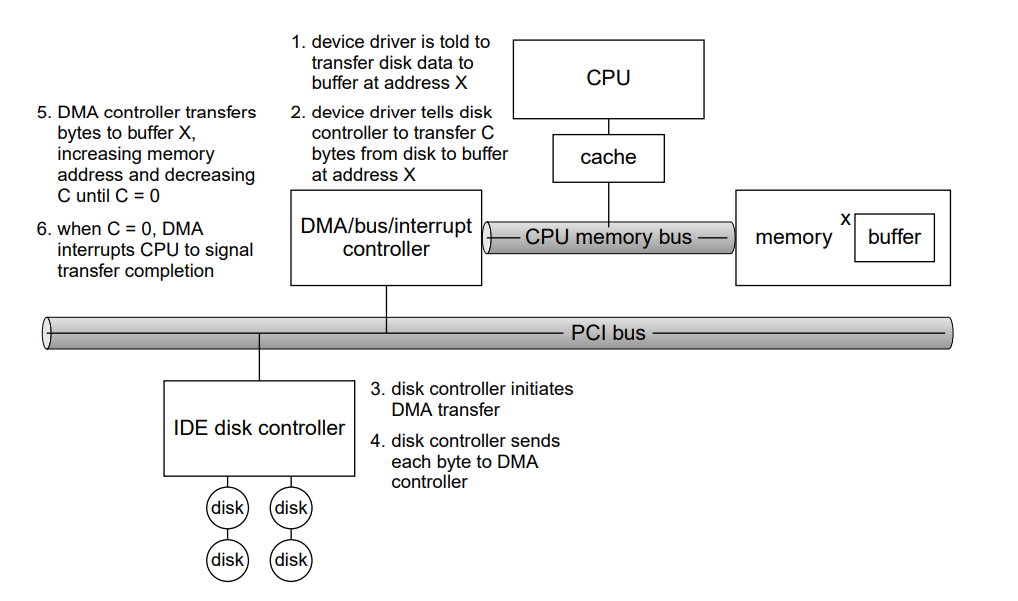 1. device driver is told to
transfer disk data to
buffer at address X
2. device driver tells disk
controller to transfer C
bytes from disk to buffer
at address X
5. DMA controller transfers
bytes to buffer X,
increasing memory
address and decreasing
C until C = 0
6. when C = 0, DMA
interrupts CPU to signal
transfer completion
CPU
cache
DMA/bus/interrupt
controller
CPU memory bus
memory
x
buffer
PCI bus
IDE disk controller
3. disk controller initiates
DMA transfer
4. disk controller sends
each byte to DMA
controller
disk
disk
disk
disk